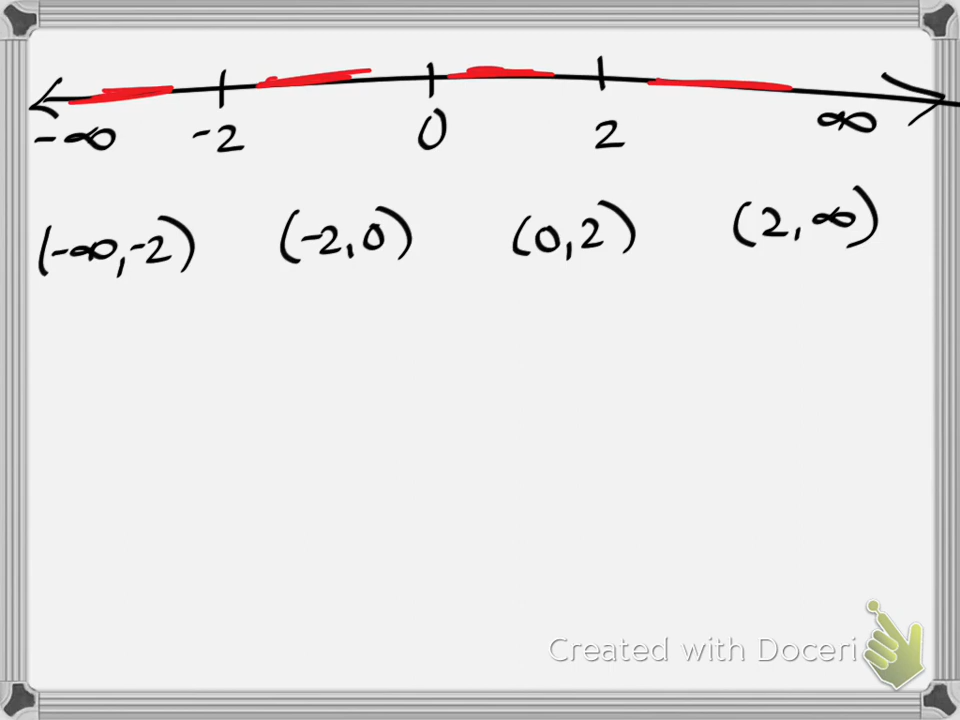 -∞ -2 0 2 ∞
(-∞,-2) (-2,0) (0,2) (2,∞)
Created with Doceri